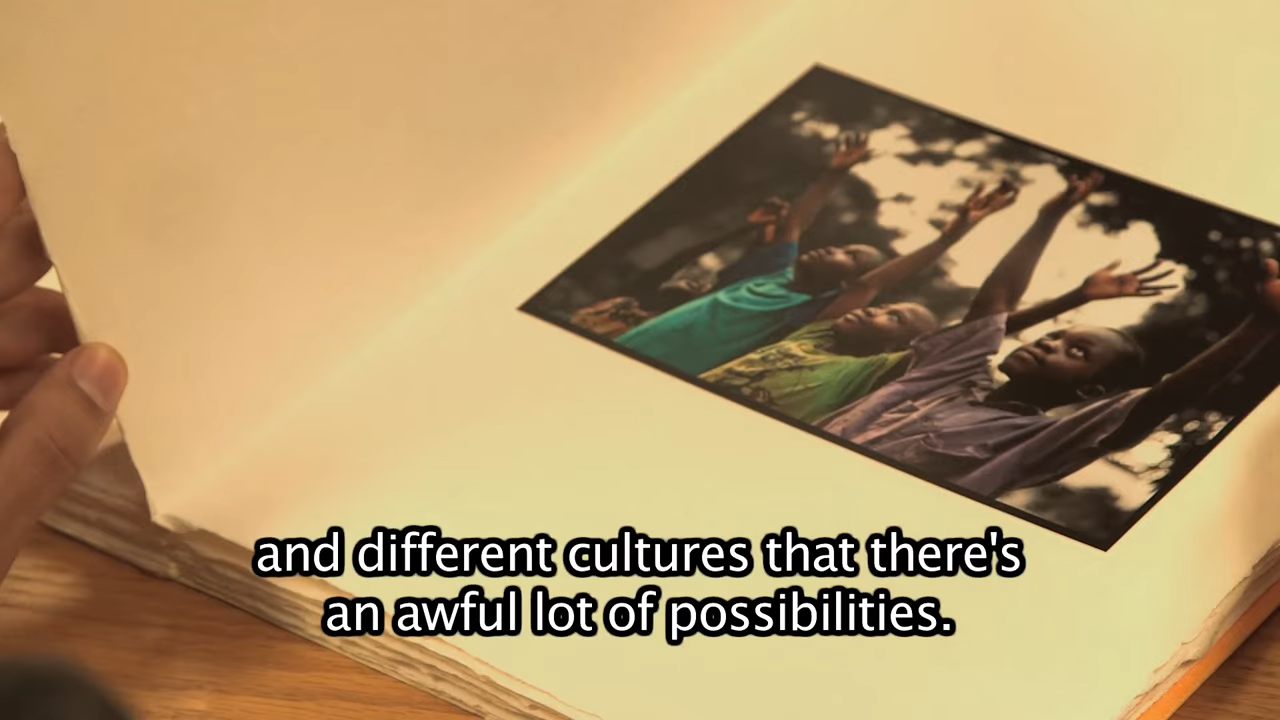 and different cultures that there's
an awful lot of possibilities.